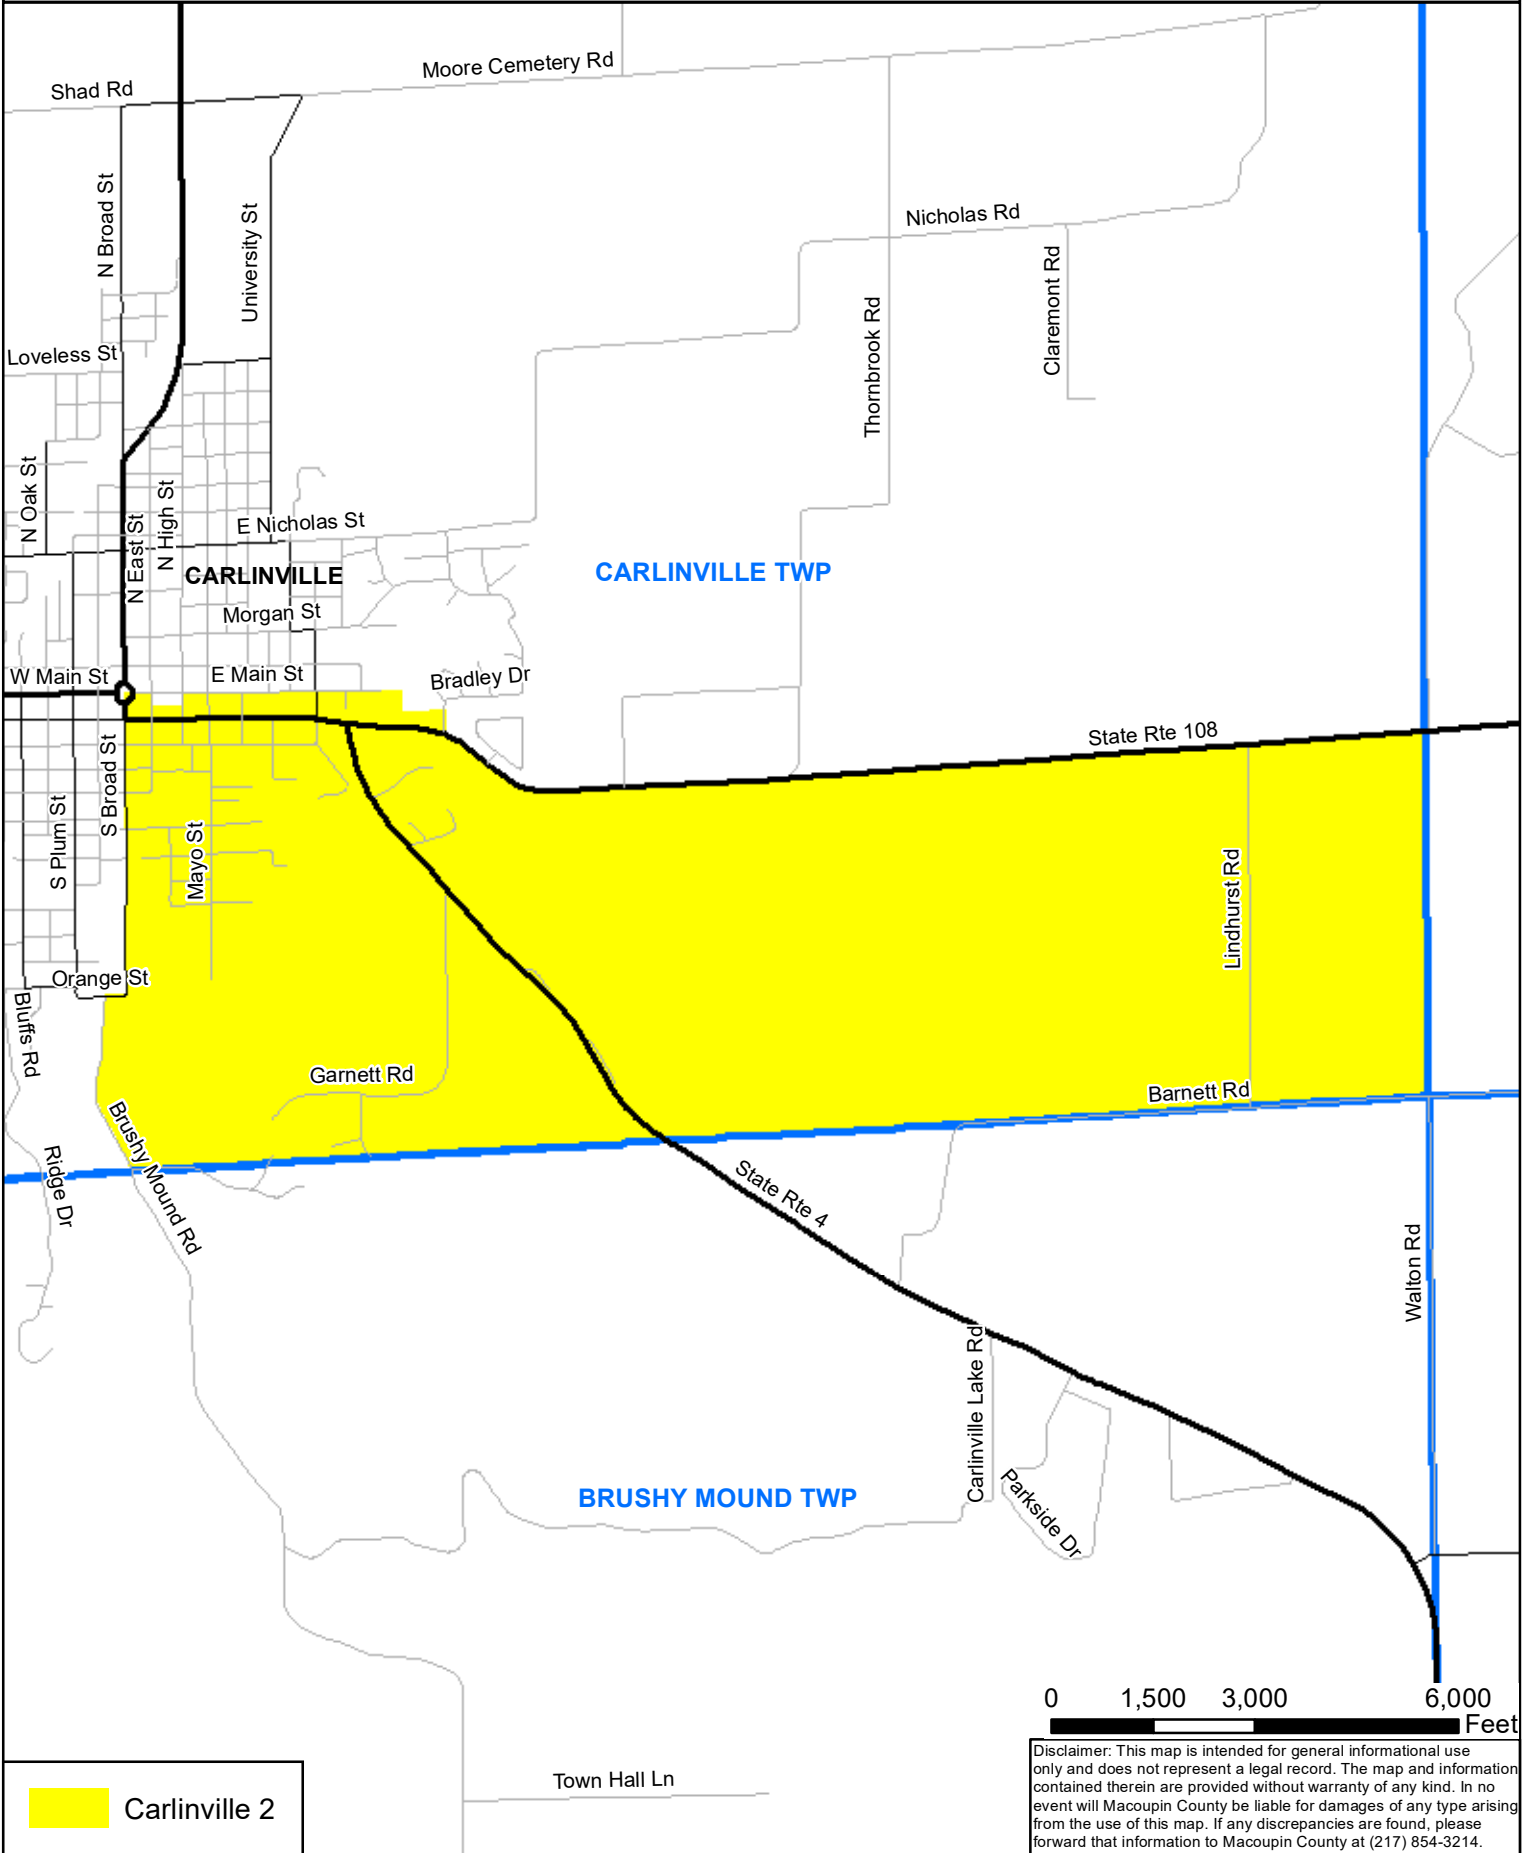 Moore Cemetery Rd
Shad Rd
N Broad St
University St
Nicholas Rd
Claremont Rd
Thornbrook Rd
Loveless St
N Oak St
N High St
N East St
E Nicholas St
CARLINVILLE
CARLINVILLE TWP
Morgan St
W Main St
E Main St
Bradley Dr
State Rte 108
S Broad St
S Plum St
Mayo St
Lindhurst Rd
Orange St
Bluffs Rd
Garnett Rd
Barnett Rd
Brushy Mound Rd
Ridge Dr
State Rte 4
Walton Rd
Carlinville Lake Rd
Parkside Dr
BRUSHY MOUND TWP
0 1,500 3,000 6,000
Feet
Town Hall Ln
Carlinville 2
Disclaimer: This map is intended for general informational use
only and does not represent a legal record. The map and information
contained therein are provided without warranty of any kind. In no
event will Macoupin County be liable for damages of any type arising
from the use of this map. If any discrepancies are found, please
forward that information to Macoupin County at (217) 854-3214.